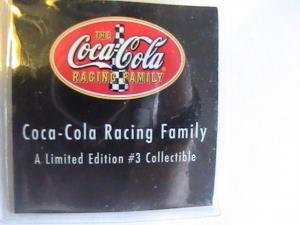 THE
Coca-Cola
RACING FAMILY
Coca-Cola Racing Family
A Limited Edition #3 Collectible